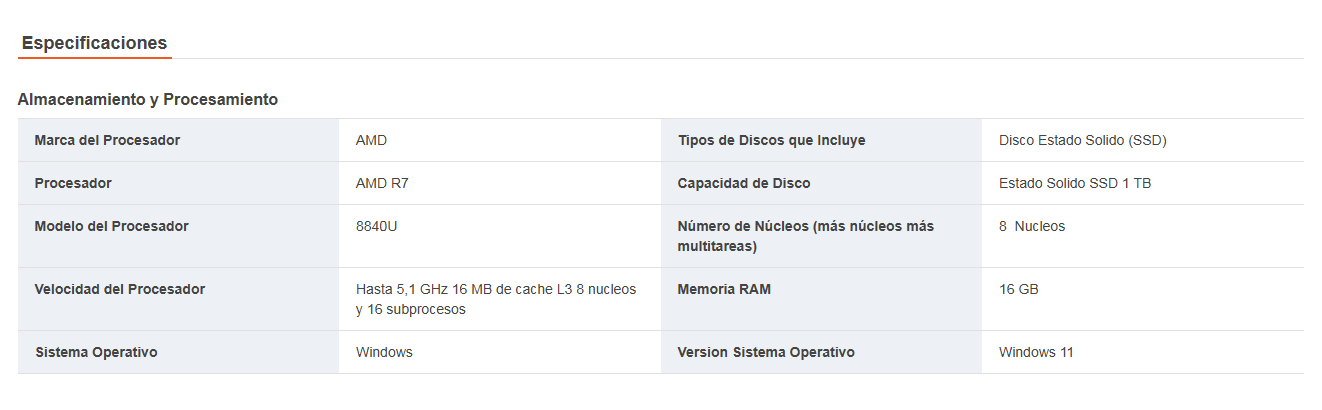 Especificaciones
Almacenamiento y Procesamiento
Marca del Procesador AMD Tipos de Discos que Incluye Disco Estado Solido (SSD)
Procesador AMD R7 Capacidad de Disco Estado Solido SSD 1 TB
Modelo del Procesador 8840U Número de Núcleos (más núcleos más 8 Nucleos
multitareas)
Velocidad del Procesador Hasta 5,1 GHz 16 MB de cache L3 8 nucleos Memoria RAM 16 GB
y 16 subprocesos
Sistema Operativo Windows Version Sistema Operativo Windows 11